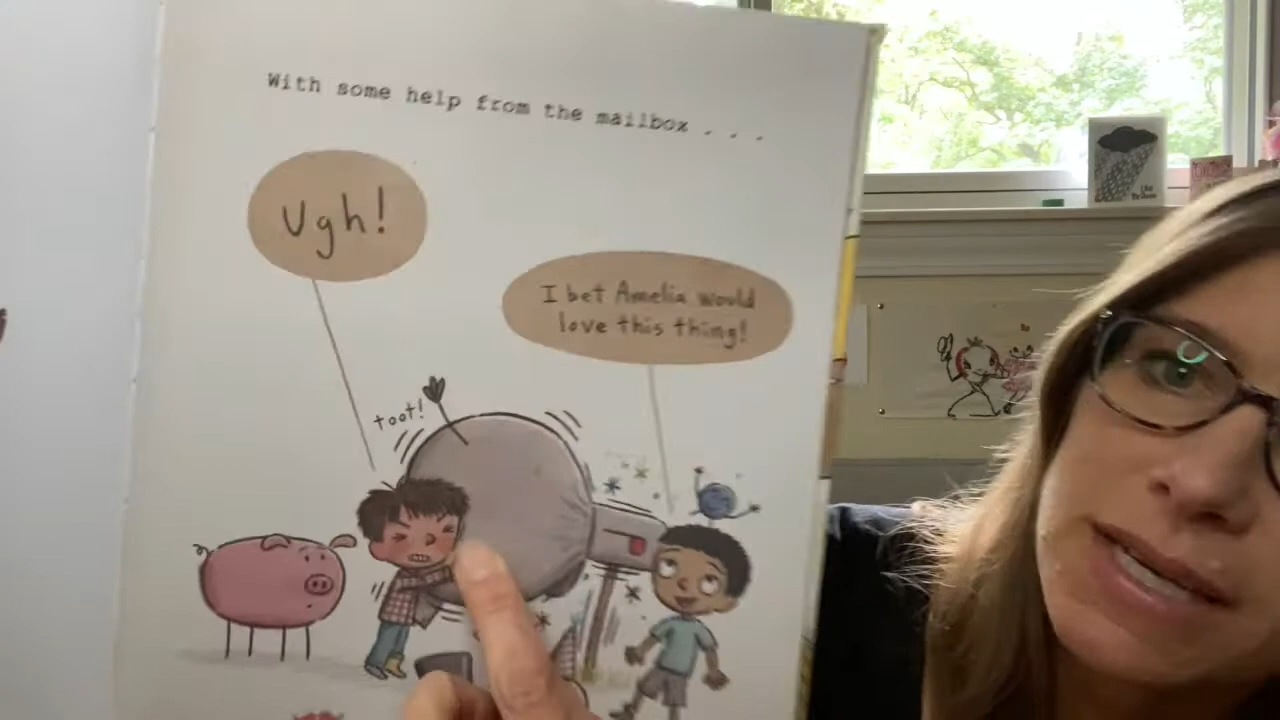 With some help from the mailbox . . .
Ugh!
I bet Amelia would
love this thing!
toot!